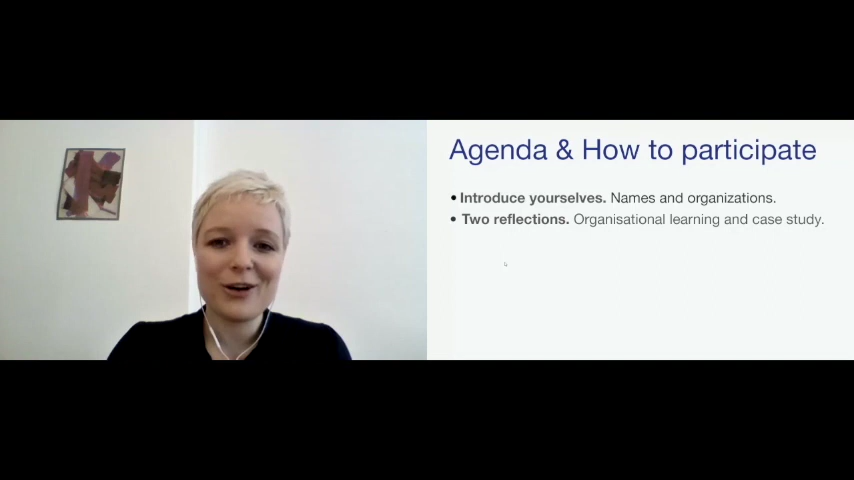 Agenda & How to participate
• Introduce yourselves. Names and organizations.
• Two reflections. Organisational learning and case study.